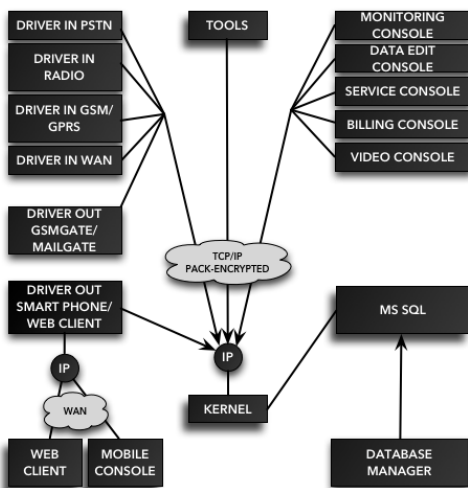 DRIVER IN PSTN
DRIVER IN
RADIO
DRIVER IN GSM/
GPRS
DRIVER IN WAN
DRIVER OUT
GSMGATE/
MAILGATE
TOOLS
MONITORING
CONSOLE
DATA EDIT
CONSOLE
SERVICE CONSOLE
BILLING CONSOLE
VIDEO CONSOLE
TCP/IP
PACK-ENCRYPTED
DRIVER OUT
SMART PHONE/
WEB CLIENT
IP
WAN
WEB
CLIENT
MOBILE
CONSOLE
IP
KERNEL
MS SQL
DATABASE
MANAGER